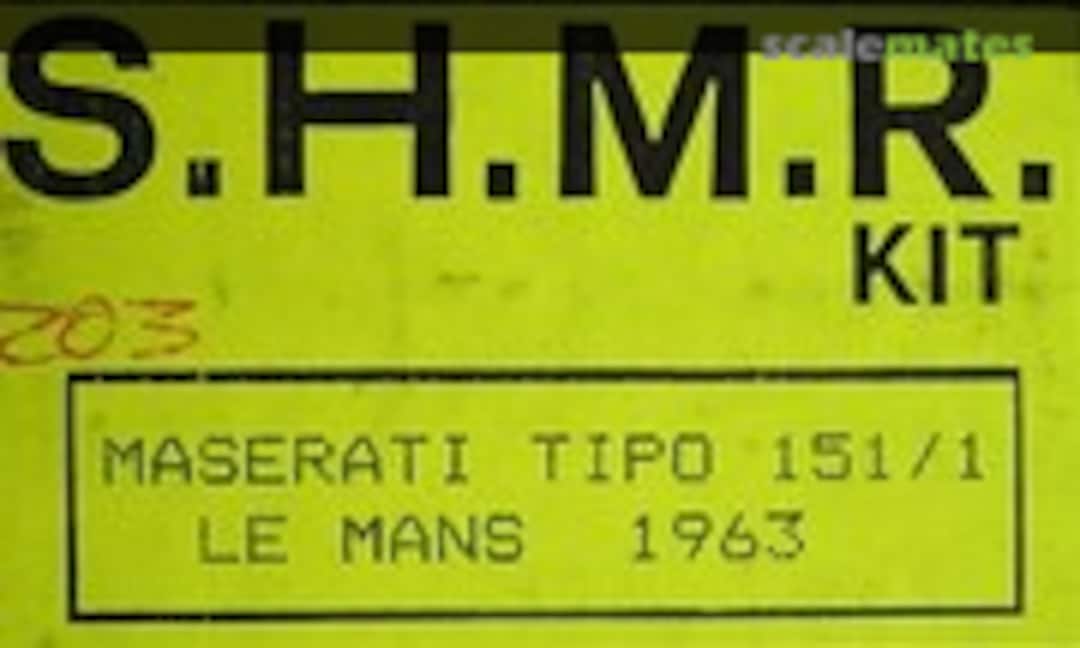 scalemates
S.H.M.R.
KIT
203
MASERATI TIPO 151/1
LE MANS 1963